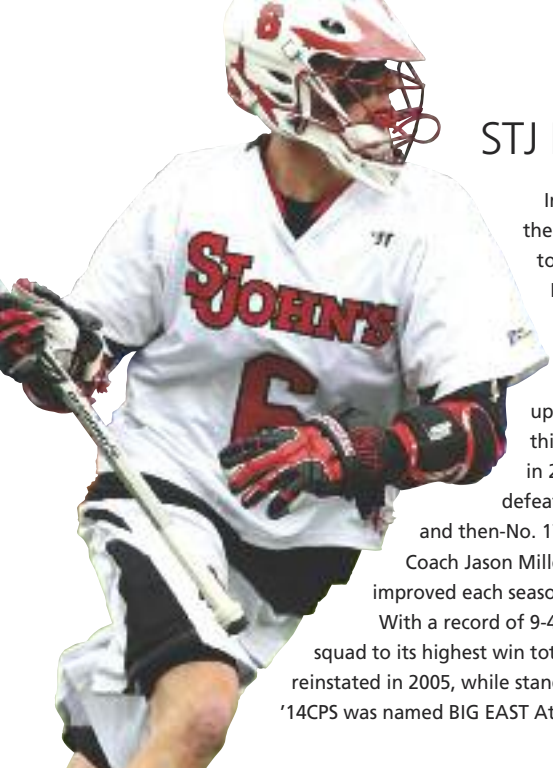 6
STJ
In
the
to
ST JOHN'S
6
up
thi
in 2
defea
and then-No. 1
Coach Jason Mille
improved each seaso
With a record of 9-4
squad to its highest win tot
reinstated in 2005, while stan
'14CPS was named BIG EAST At